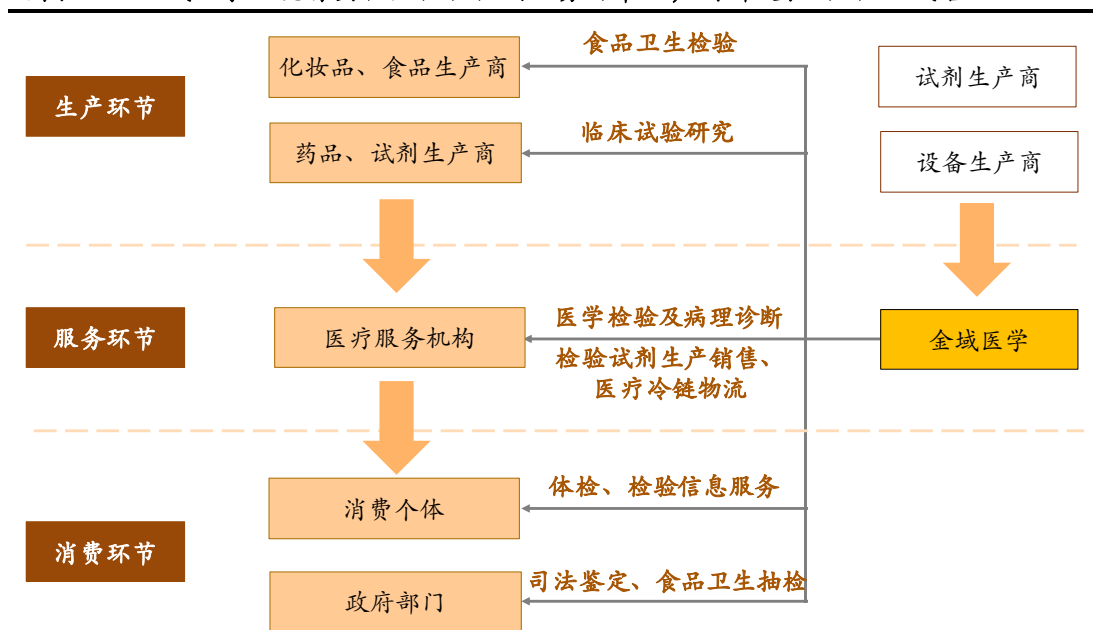 食品卫生检验
化妆品、食品生产商
试剂生产商
生产环节
临床试验研究
药品、试剂生产商
设备生产商
医学检验及病理诊断
服务环节
医疗服务机构
金域医学
检验试剂生产销售、
医疗冷链物流
体检、检验信息服务
消费个体
消费环节
司法鉴定、食品卫生抽检
政府部门